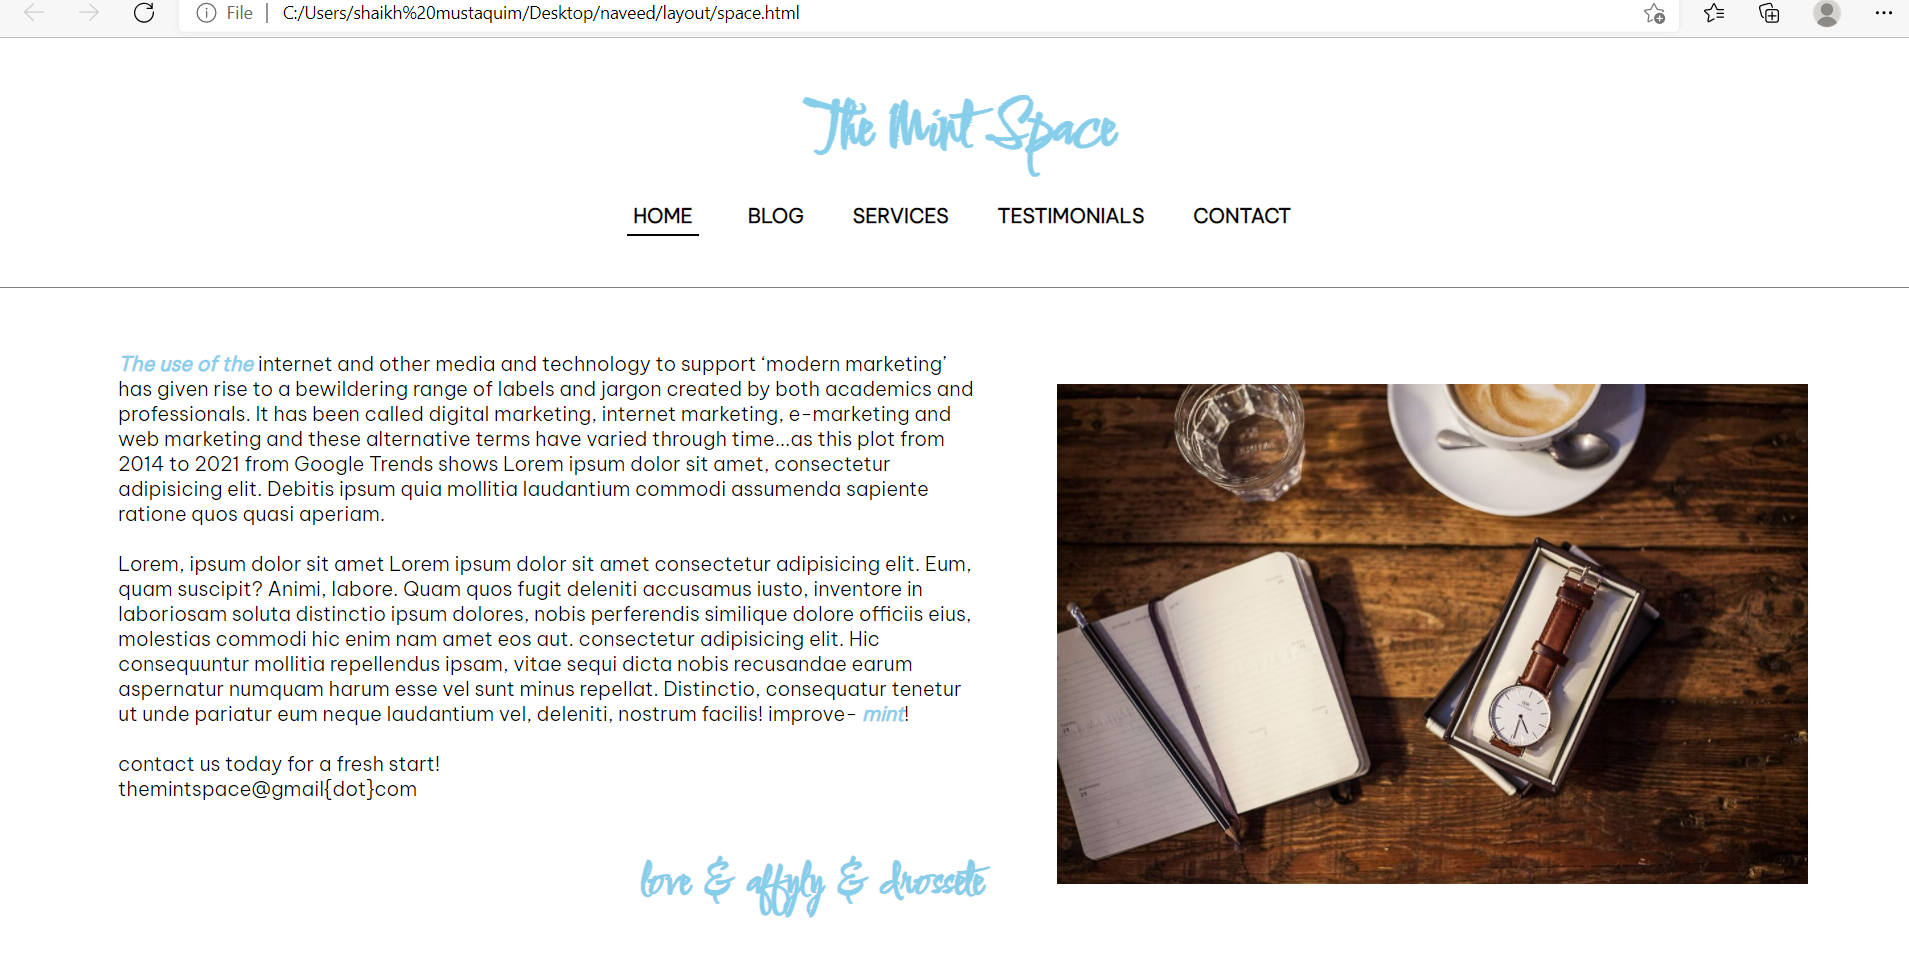 File | C:/Users/shaikh%20mustaquim/Desktop/naveed/layout/space.html
The Mint Space
HOME BLOG SERVICES TESTIMONIALS CONTACT
The use of the internet and other media and technology to support ‘modern marketing’
has given rise to a bewildering range of labels and jargon created by both academics and
professionals. It has been called digital marketing, internet marketing, e-marketing and
web marketing and these alternative terms have varied through time...as this plot from
2014 to 2021 from Google Trends shows Lorem ipsum dolor sit amet, consectetur
adipisicing elit. Debitis ipsum quia mollitia laudantium commodi assumenda sapiente
ratione quos quasi aperiam.
Lorem, ipsum dolor sit amet Lorem ipsum dolor sit amet consectetur adipisicing elit. Eum,
quam suscipit? Animi, labore. Quam quos fugit deleniti accusamus iusto, inventore in
laboriosam soluta distinctio ipsum dolores, nobis perferendis similique dolore officiis eius,
molestias commodi hic enim nam amet eos aut. consectetur adipisicing elit. Hic
consequuntur mollitia repellendus ipsam, vitae sequi dicta nobis recusandae earum
aspernatur numquam harum esse vel sunt minus repellat. Distinctio, consequatur tenetur
ut unde pariatur eum neque laudantium vel, deleniti, nostrum facilis! improve- mint!
contact us today for a fresh start!
themintspace@gmail{dot}com
love & affyly & drossete